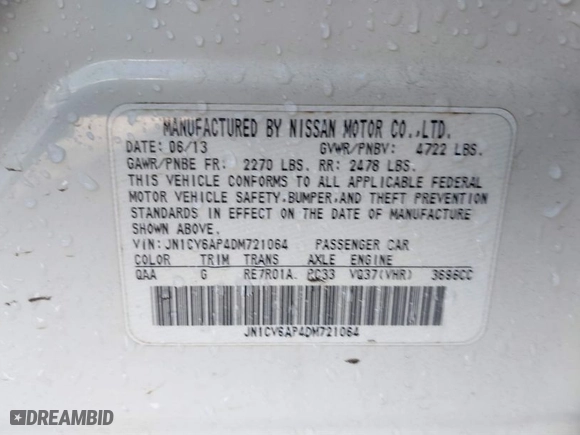 MANUFACTURED BY NISSAN MOTOR CO.,LTD.
DATE: 06/13 GVWR/PNBV: 4722 LBS.
GAWR/PNBE FR: 2270 LBS. RR: 2478 LBS.
THIS VEHICLE CONFORMS TO ALL APPLICABLE FEDERAL
MOTOR VEHICLE SAFETY, BUMPER, AND THEFT PREVENTION
STANDARDS IN EFFECT ON THE DATE OF MANUFACTURE
SHOWN ABOVE.
VIN: JN1CV6AP4DM721064 PASSENGER CAR
COLOR TRIM TRANS AXLE ENGINE
QAA G RE7R01A RC33 VQ37(VHR) 3696CC
JN1CV6AP4DM721064
DREAMBID